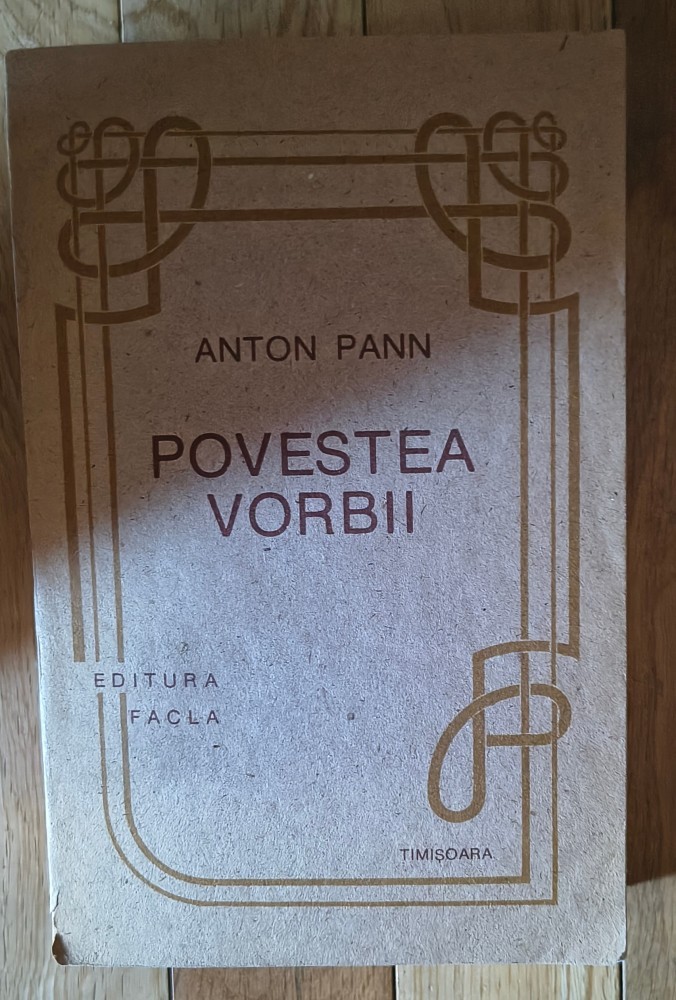 ANTON PANN
POVESTEA
VORBII
EDITURA
FACLA
TIMIȘOARA